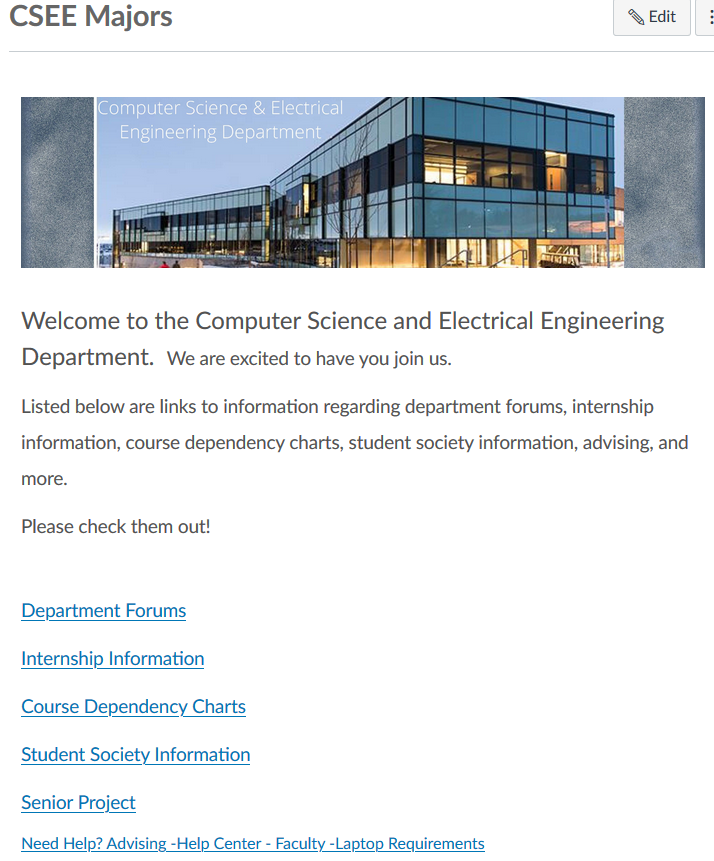 CSEE Majors
Edit
Computer Science & Electrical
Engineering Department
Welcome to the Computer Science and Electrical Engineering
Department. We are excited to have you join us.
Listed below are links to information regarding department forums, internship
information, course dependency charts, student society information, advising, and
more.
Please check them out!
Department Forums
Internship Information
Course Dependency Charts
Student Society Information
Senior Project
Need Help? Advising -Help Center - Faculty -Laptop Requirements